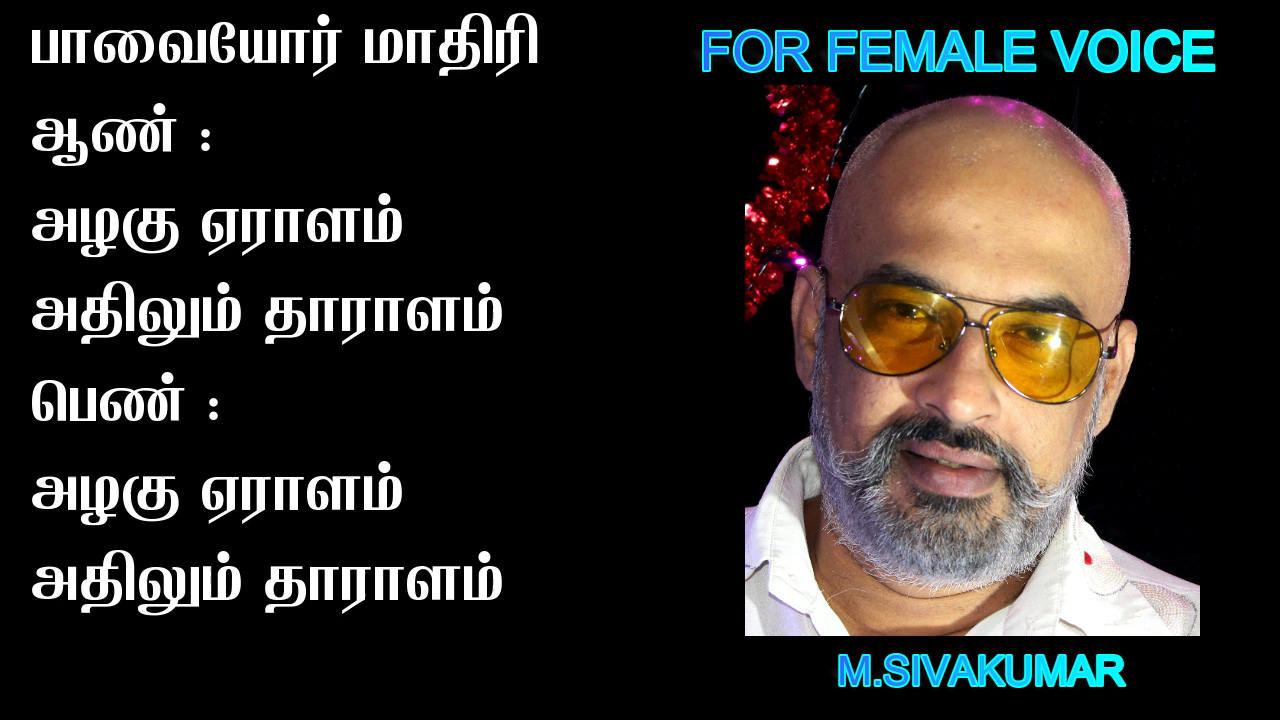 பாவையோர் மாதிரி
ஆண் :
அழகு ஏராளம்
அதிலும் தாராளம்
பெண் :
அழகு ஏராளம்
அதிலும் தாராளம்
FOR FEMALE VOICE
M.SIVAKUMAR